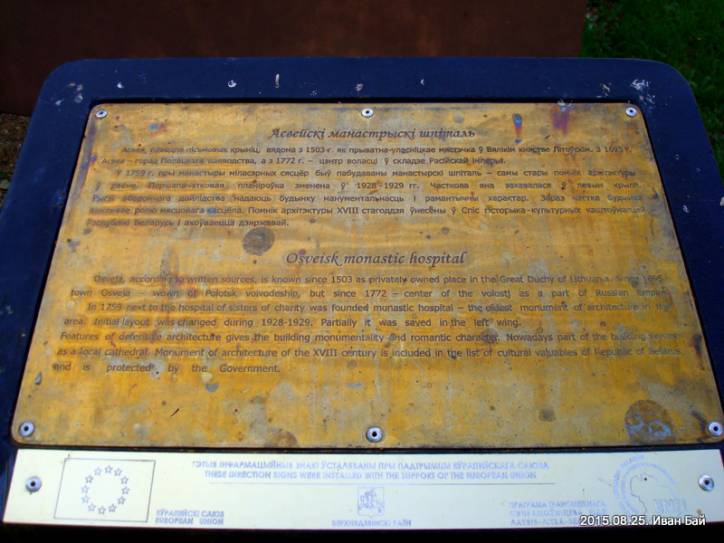 Асвейскі манастрыскі шпіталь
Асвея, паводле пісьмовых крыніц, вядома з 1503 г. як прыватна-уласніцкае мястэчка ў Вялікім княстве Літоўскім. З 1695 г.
Асвея – горад Полацкага ваяводства, а з 1772 г. – цэнтр воласці ў складзе Расійскай імперыі.
У 1759 г. пры манастыры міласэрных сясцёр быў пабудаваны манастырскі шпіталь – самы стары помнік архітэктуры
ў раёне. Першапачатковая планіроўка зменена ў 1928-1929 гг. Часткова яна захавалася ў левым крыле.
Рысы абарончага дойлідства надаюць будынку манументальнасць і рамантычны характар. Зараз частка будынка
выконвае ролю мясцовага касцёла. Помнік архітэктуры XVIII стагоддзя ўнесены ў Спіс гісторыка-культурных каштоўнасцей
Рэспублікі Беларусь і ахоўваецца дзяржавай.
Osveisk monastic hospital
Osveja, according to written sources, is known since 1503 as privately owned place in the Great Duchy of Lithuania. Since 1695
town Osveja – town of Polotsk voivodeship, but since 1772 – center of the volostj as a part of Russian Empire.
In 1759 next to the hospital of sisters of charity was founded munastic hospital – the oldest monument of architecture in the
area. Initial layout was changed during 1928-1929. Partially it was saved in the left wing.
Features of defensive architecture gives the building monumentality and romantic character. Nowadays part of the building serves
as a local cathedral. Monument of architecture of the XVIII century is included in the list of cultural valuables of Republic of Belarus
and is protected by the Government.
ГЭТЫЯ ІНФАРМАЦЫЙНЫЯ ЗНАКІ ЎСТАЛЯВАНЫ ПРЫ ПАДТРЫМЦЫ ЕЎРАПЕЙСКАГА САЮЗА
THESE DIRECTION SIGNS WERE INSTALLED WITH THE SUPPORT OF THE EUROPEAN UNION
ЕЎРАПЕЙСКІ САЮЗ
EUROPEAN UNION
ВЕРХНЯДЗВІНСКІ РАЁН
2015.08.25. Иван Бай